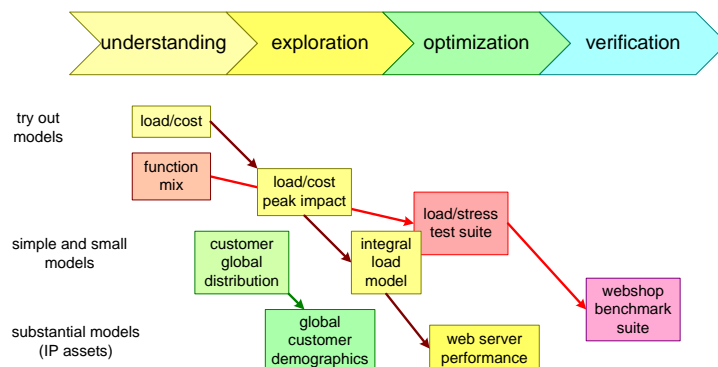 understanding
exploration
optimization
verification
try out
models
load/cost
function
mix
load/cost
peak impact
load/stress
test suite
simple and small
models
customer
global
distribution
integral
load
model
webshop
benchmark
suite
substantial models
(IP assets)
global
customer
demographics
web server
performance